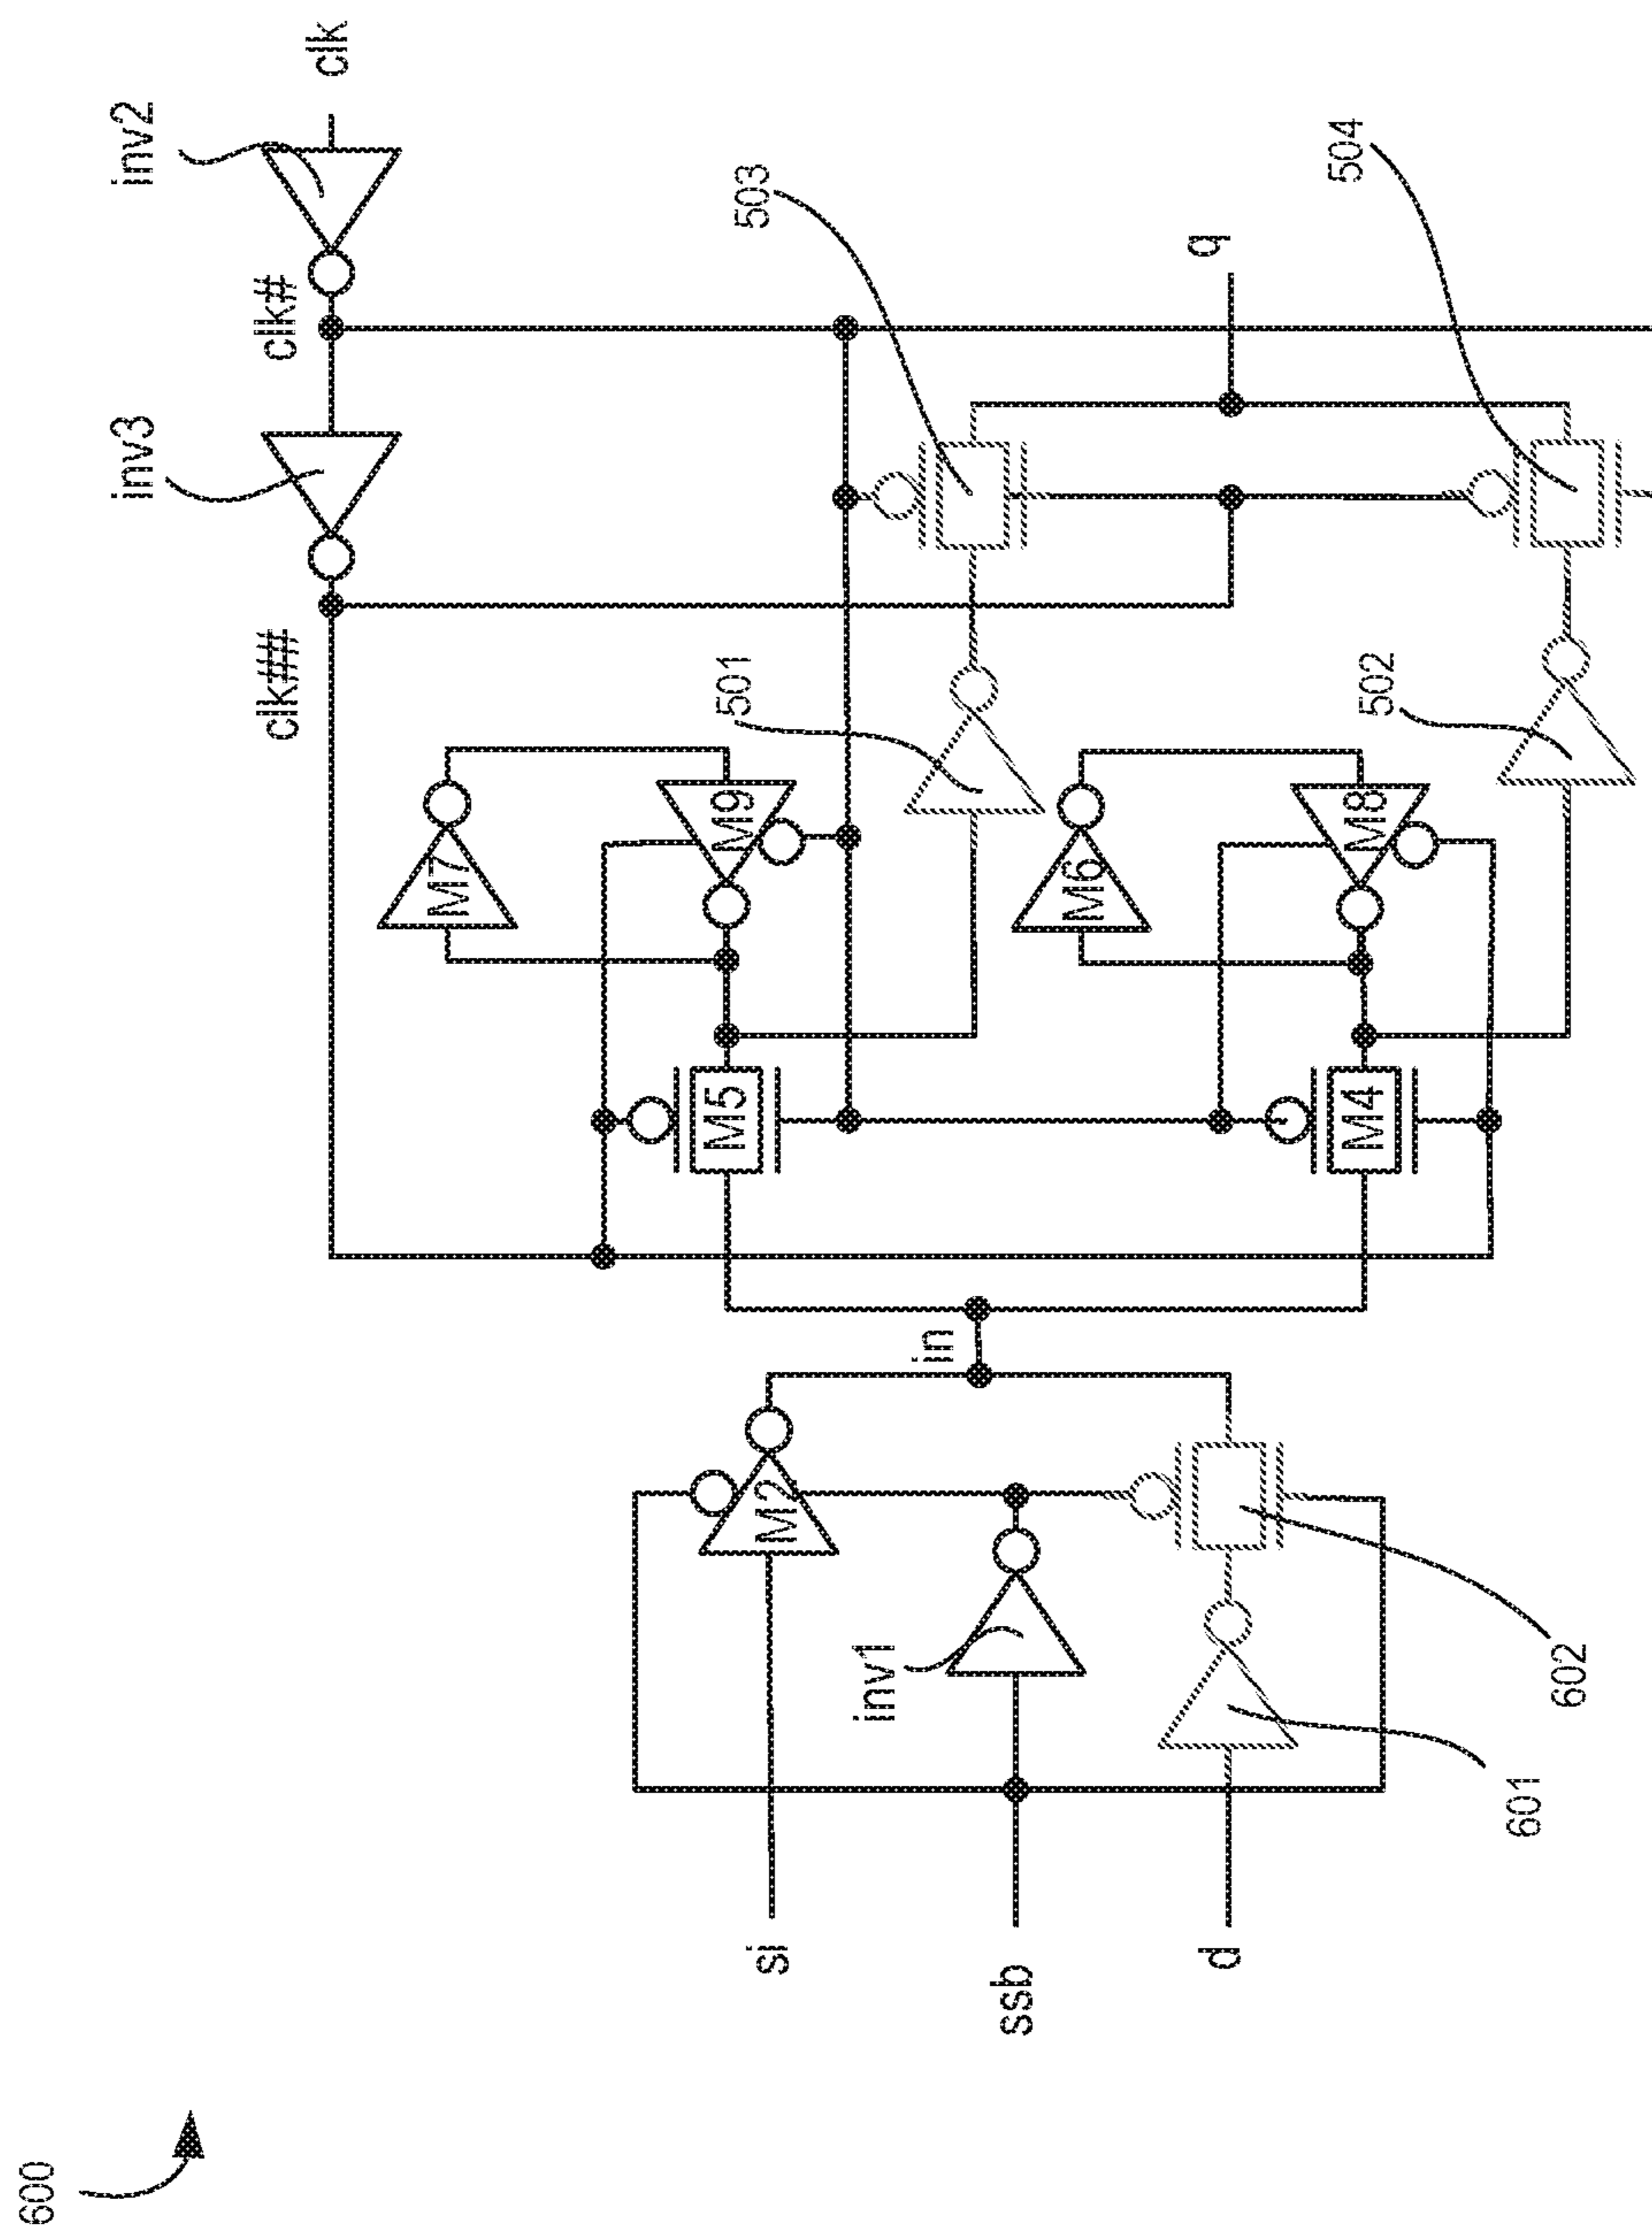 600
si
ssb
d
601
602
inv1
M2
in
M5
M4
M7
M9
M6
M8
501
502
clk##
inv3
clk#
inv2
clk
503
504
q